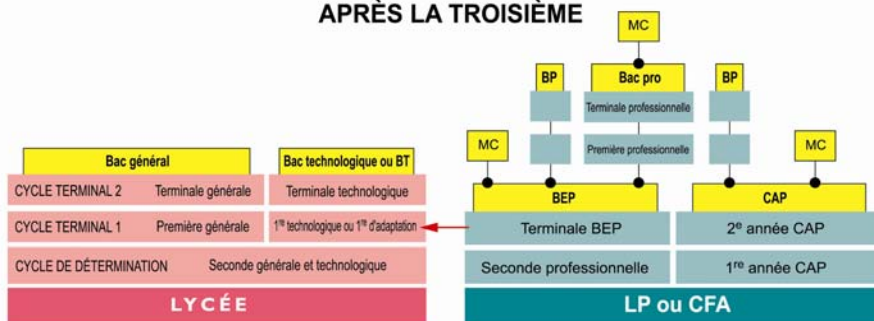 APRÈS LA TROISIÈME
MC
BP
Bac pro
BP
Terminale professionnelle
MC
Première professionnelle
MC
Bac général
Bac technologique ou BT
BEP
CAP
CYCLE TERMINAL 2
Terminale générale
Terminale technologique
CYCLE TERMINAL 1
Première générale
1re technologique ou 1re d'adaptation
Terminale BEP
2e année CAP
CYCLE DE DÉTERMINATION
Seconde générale et technologique
Seconde professionnelle
1re année CAP
LYCÉE
LP ou CFA